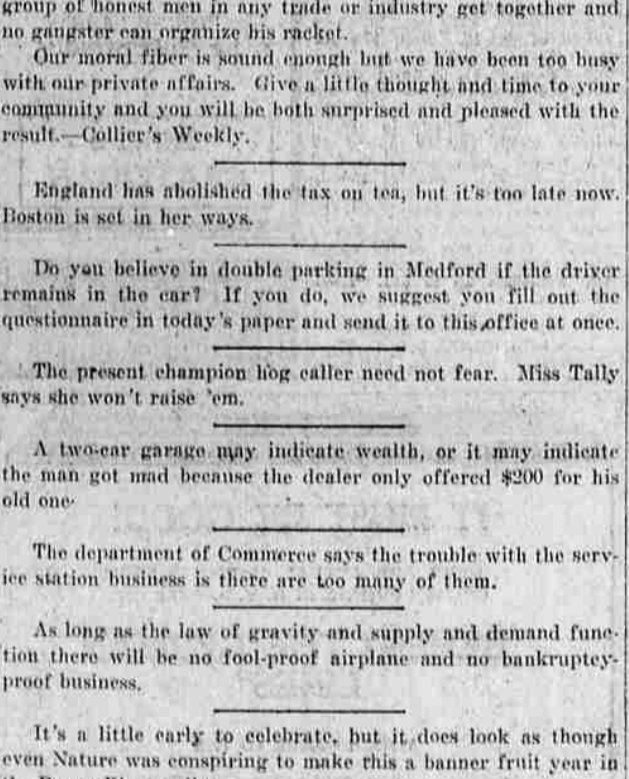 group of honest men in any trade or industry get together and
no gangster can organize his racket.
Our moral fiber is sound enough but we have been too busy
with our private affairs. Give a little thought and time to your
community and you will be both surprised and pleased with the
result.—Collier's Weekly.
England has abolished the tax on tea, but it's too late now.
Boston is set in her ways.
Do you believe in double parking in Medford if the driver
remains in the car? If you do, we suggest you fill out the
questionnaire in today's paper and send it to this office at once.
The present champion hog caller need not fear. Miss Tally
says she won't raise 'em.
A two-car garage may indicate wealth, or it may indicate
the man got mad because the dealer only offered $200 for his
old one.
The department of Commerce says the trouble with the serv-
ice station business is there are too many of them.
As long as the law of gravity and supply and demand func-
tion there will be no fool-proof airplane and no bankruptcy-
proof business.
It's a little early to celebrate, but it does look as though
even Nature was conspiring to make this a banner fruit year in